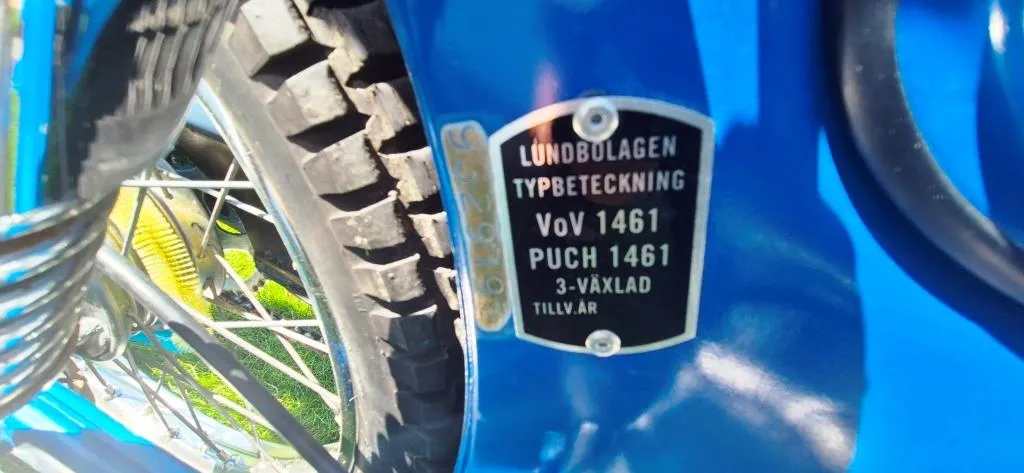 LUNDBOLAGEN
TYPBETECKNING
VoV 1461
PUCH 1461
3-VÄXLAD
TILLV.ÅR